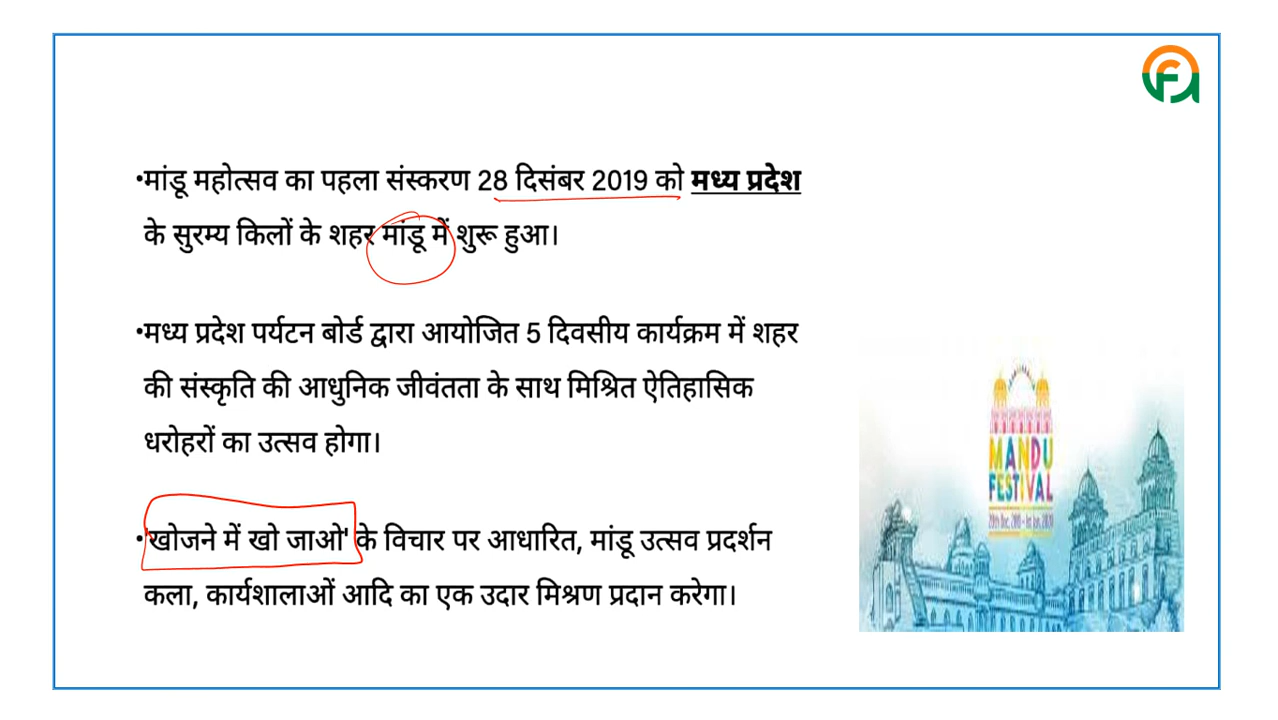 •मांडू महोत्सव का पहला संस्करण 28 दिसंबर 2019 को मध्य प्रदेश
के सुरम्य किलों के शहर मांडू में शुरू हुआ।
•मध्य प्रदेश पर्यटन बोर्ड द्वारा आयोजित 5 दिवसीय कार्यक्रम में शहर
की संस्कृति की आधुनिक जीवंतता के साथ मिश्रित ऐतिहासिक
धरोहरों का उत्सव होगा।
•'खोजने में खो जाओ' के विचार पर आधारित, मांडू उत्सव प्रदर्शन
कला, कार्यशालाओं आदि का एक उदार मिश्रण प्रदान करेगा।
MANDU
FESTIVAL